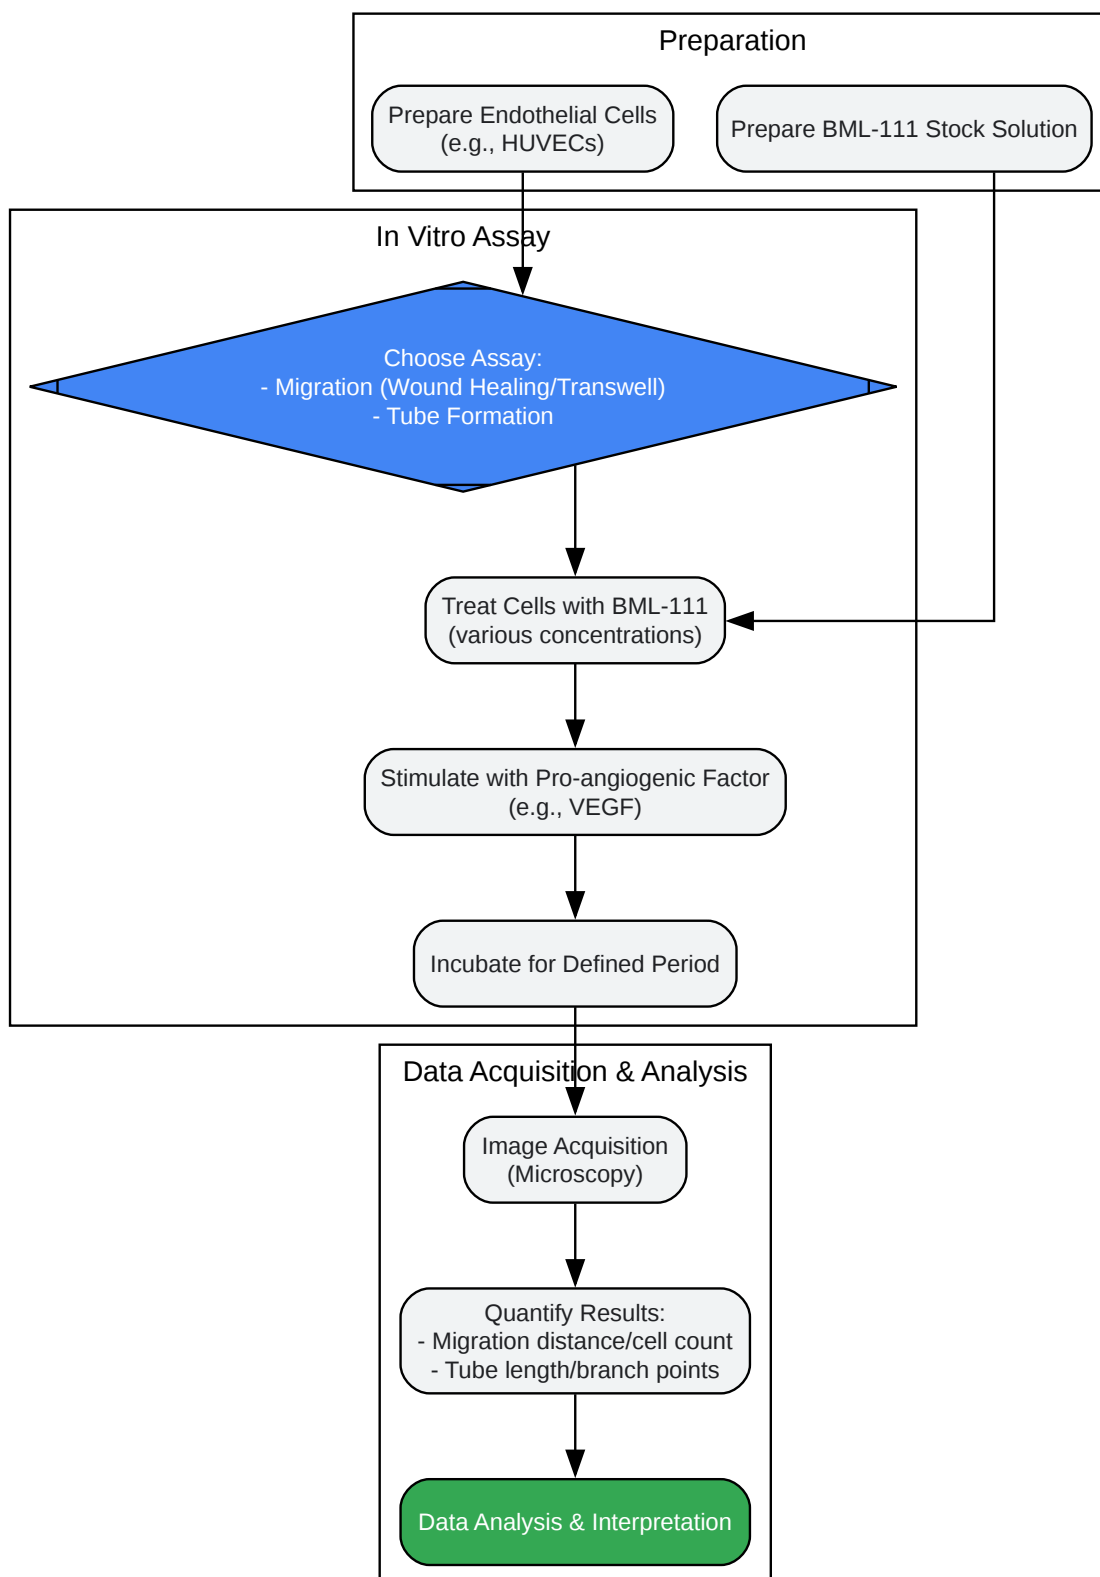 Preparation
Prepare Endothelial Cells
(e.g., HUVECs)
Prepare BML-111 Stock Solution
In Vitro Assay
Choose Assay:
- Migration (Wound Healing/Transwell)
- Tube Formation
Treat Cells with BML-111
(various concentrations)
Stimulate with Pro-angiogenic Factor
(e.g., VEGF)
Incubate for Defined Period
Data Acquisition & Analysis
Image Acquisition
(Microscopy)
Quantify Results:
- Migration distance/cell count
- Tube length/branch points
Data Analysis & Interpretation